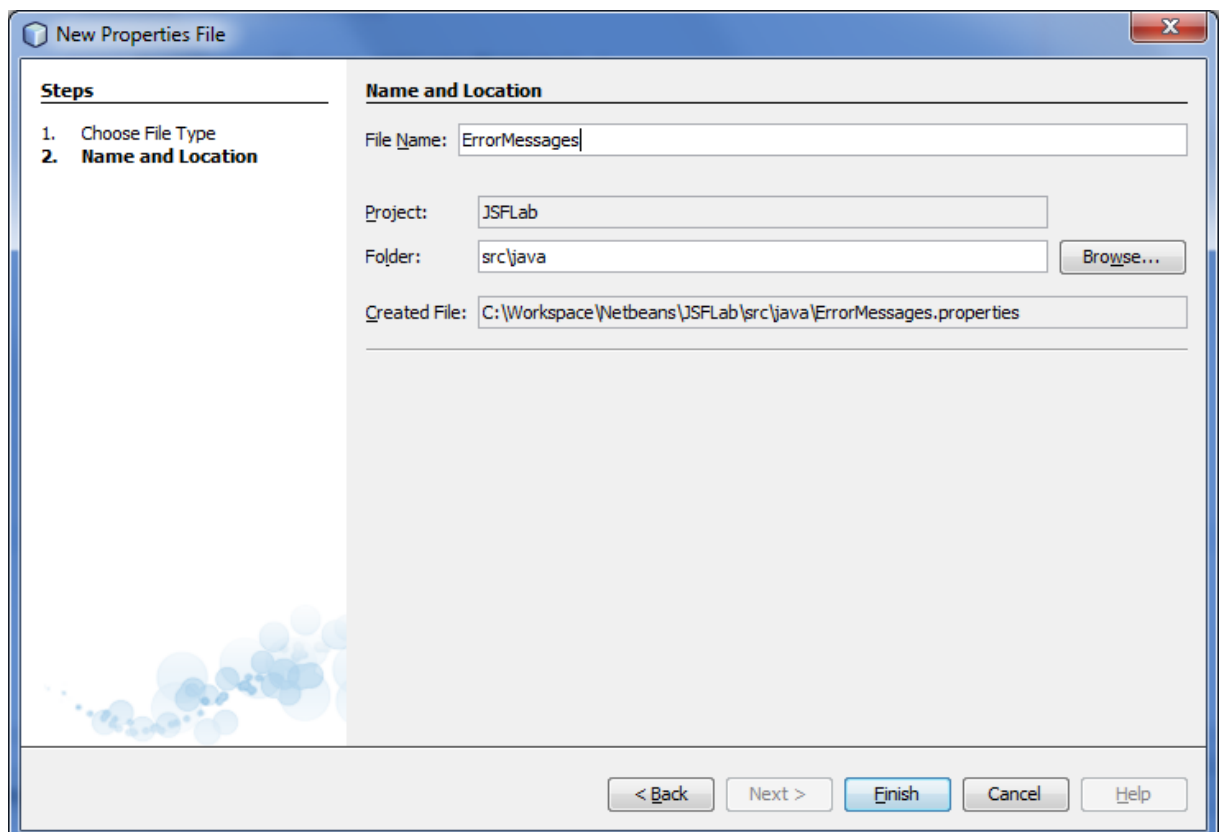 New Properties File
X
Steps
1. Choose File Type
2. Name and Location
Name and Location
File Name: ErrorMessages
Project: JSFLab
Folder: src\java Browse...
Created File: C:\Workspace\Netbeans\JSFLab\src\java\ErrorMessages.properties
< Back Next > Finish Cancel Help